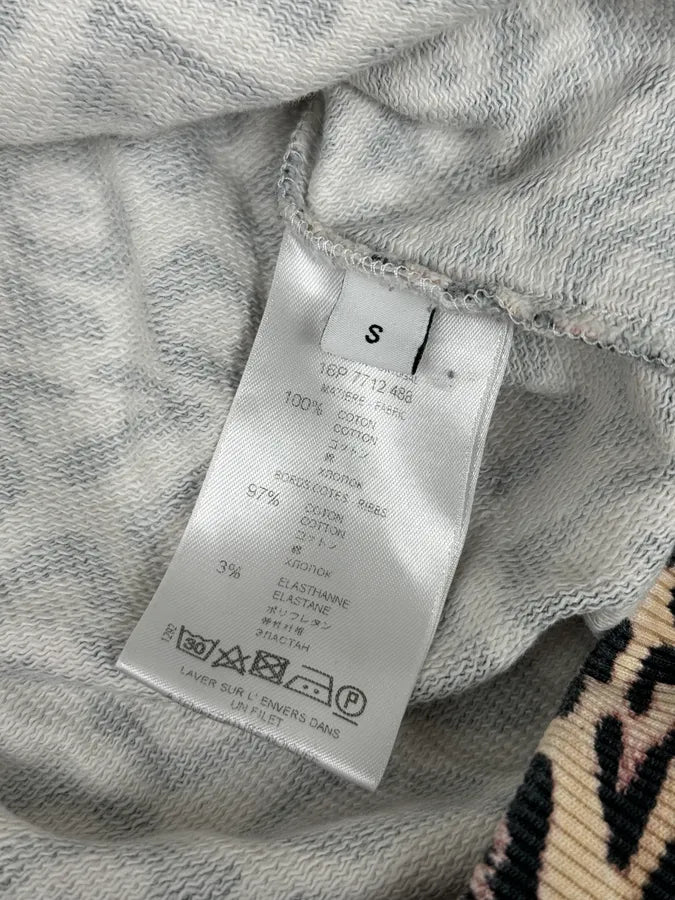 S
16P 7712 488
MATIERE - FABRIC
100% COTON
COTTON
コットン
棉
ХЛОПОК
BORDS COTES - RIBBS
97% COTON
COTTON
コットン
棉
ХЛОПОК
3% ELASTHANNE
ELASTANE
ポリウレタン
弹性纤维
ЭЛАСТАН
30 P
LAVER SUR L' ENVERS DANS
UN FILET